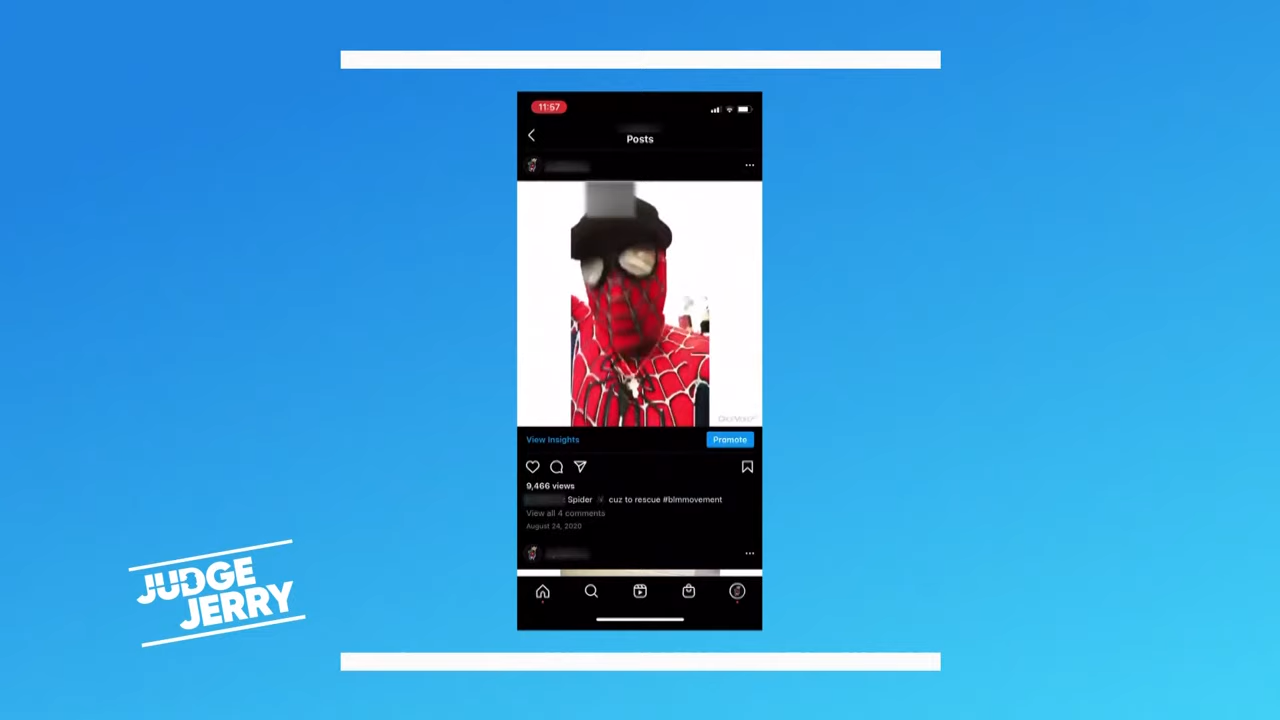 11:57
Posts
View Insights
Promote
9,466 views
Spider cuz to rescue #blmmovement
View all 4 comments
August 24, 2020
JUDGE
JERRY